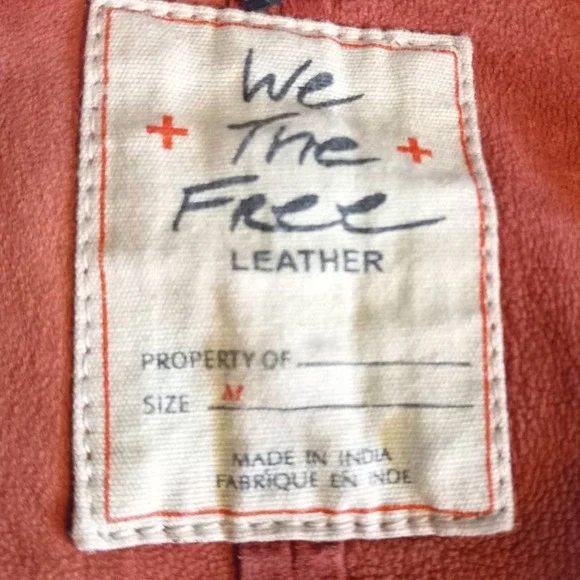 We
+ The +
Free
LEATHER
PROPERTY OF
SIZE M
MADE IN INDIA
FABRIQUE EN INDE